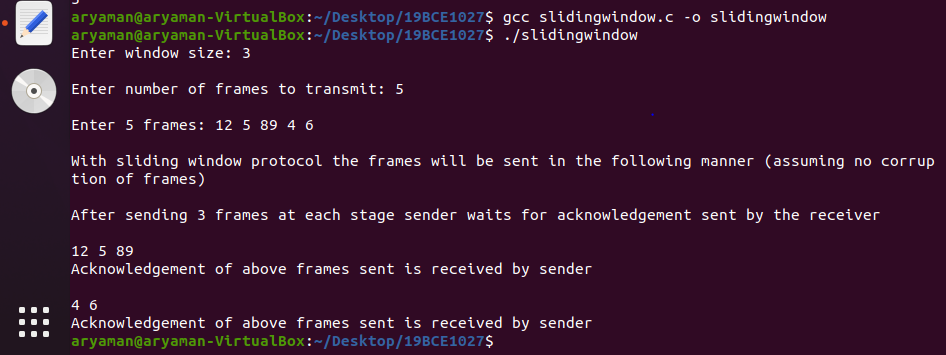 aryaman@aryaman-VirtualBox:~/Desktop/19BCE1027$ gcc slidingwindow.c -o slidingwindow
aryaman@aryaman-VirtualBox:~/Desktop/19BCE1027$ ./slidingwindow
Enter window size: 3
Enter number of frames to transmit: 5
Enter 5 frames: 12 5 89 4 6
With sliding window protocol the frames will be sent in the following manner (assuming no corrup
tion of frames)
After sending 3 frames at each stage sender waits for acknowledgement sent by the receiver
12 5 89
Acknowledgement of above frames sent is received by sender
4 6
Acknowledgement of above frames sent is received by sender
aryaman@aryaman-VirtualBox:~/Desktop/19BCE1027$